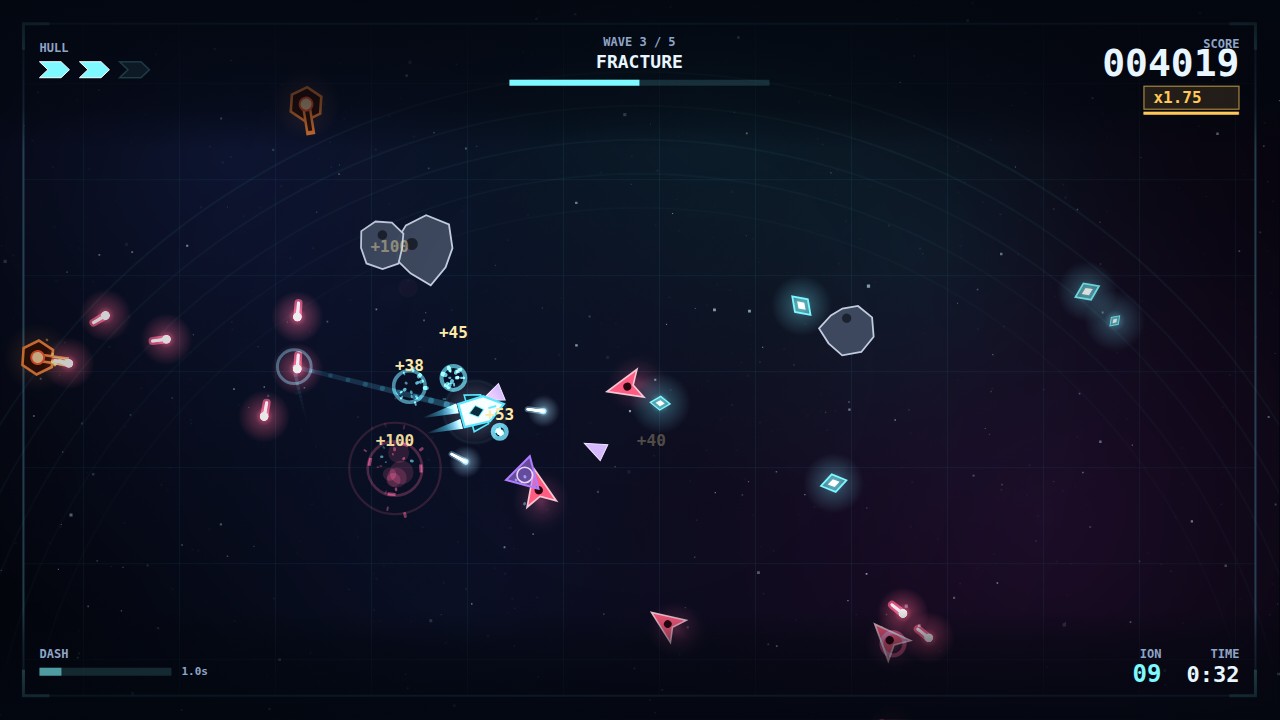 HULL
WAVE 3 / 5
FRACTURE
SCORE
004019
x1.75
+100
+45
+38
+53
+100
+40
DASH
1.0s
ION
09
TIME
0:32